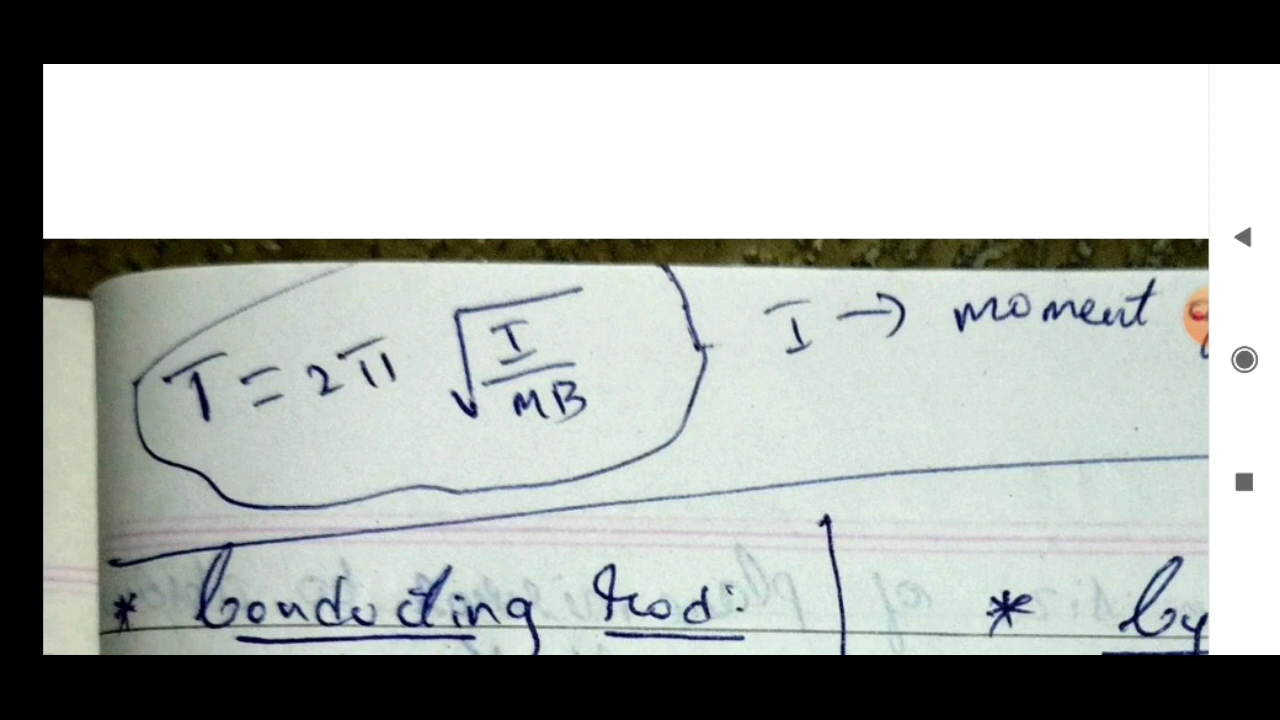 T = 2π √(I/MB) I → moment
* Conducting rod:
*